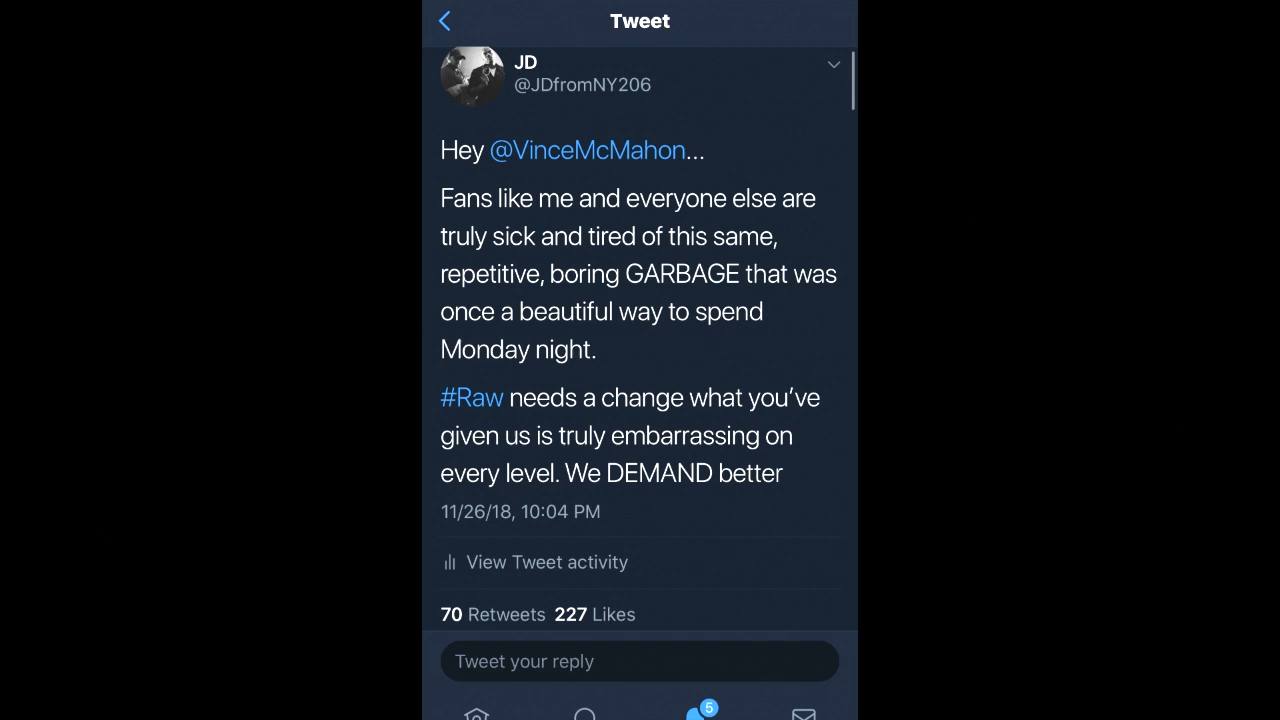 Tweet
JD
@JDfromNY206
Hey @VinceMcMahon...
Fans like me and everyone else are
truly sick and tired of this same,
repetitive, boring GARBAGE that was
once a beautiful way to spend
Monday night.
#Raw needs a change what you’ve
given us is truly embarrassing on
every level. We DEMAND better
11/26/18, 10:04 PM
View Tweet activity
70 Retweets 227 Likes
Tweet your reply
5